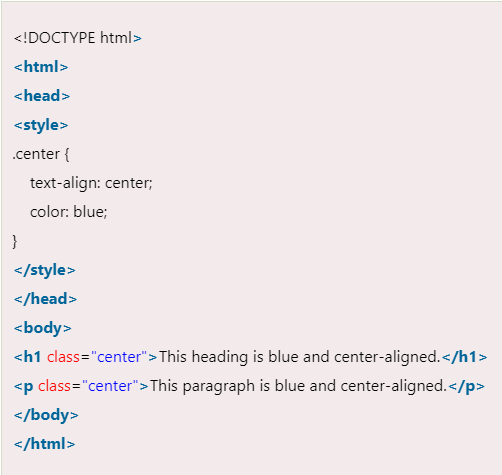 <!DOCTYPE html>
<html>
<head>
<style>
.center {
    text-align: center;
    color: blue;
}
</style>
</head>
<body>
<h1 class="center">This heading is blue and center-aligned.</h1>
<p class="center">This paragraph is blue and center-aligned.</p>
</body>
</html>